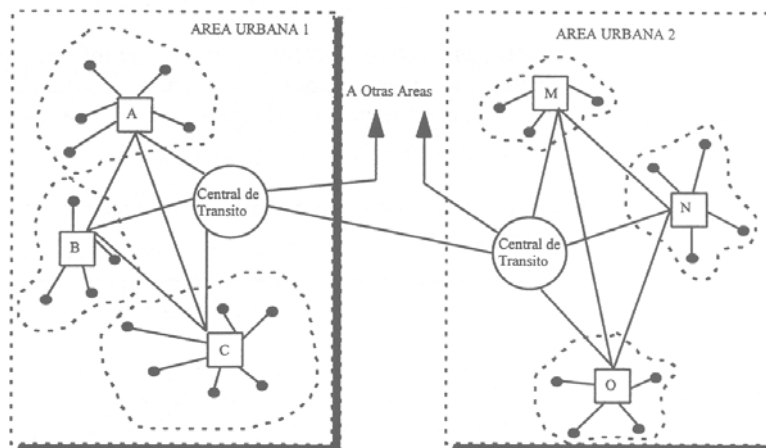 AREA URBANA 1
AREA URBANA 2
A Otras Areas
A
M
Central de
Transito
N
B
Central de
Transito
C
O